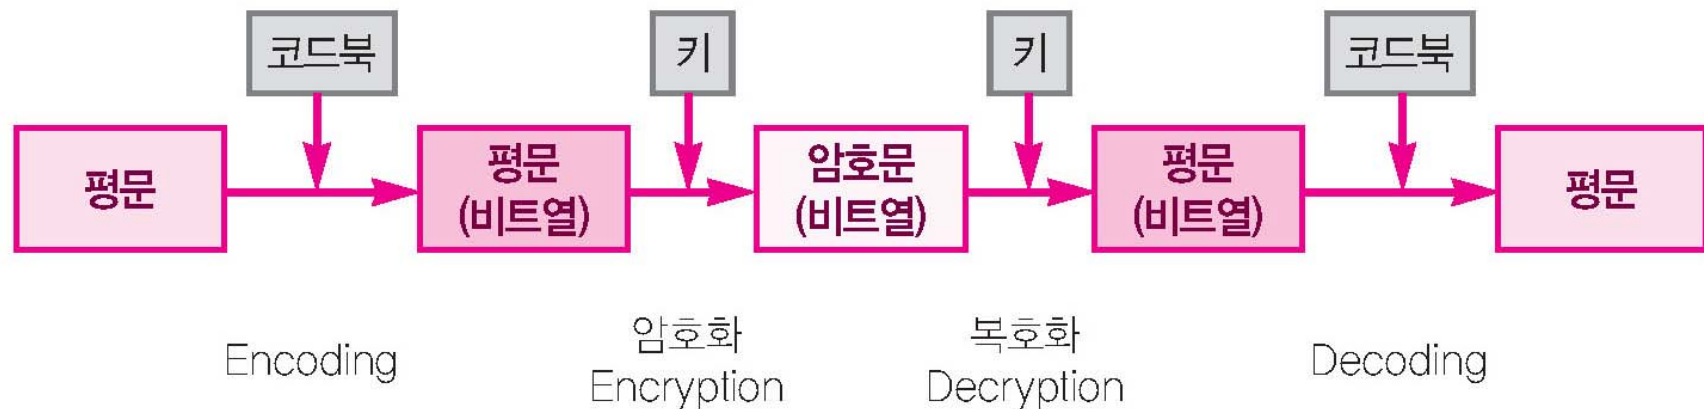 코드북
키
키
코드북
평문
평문
(비트열)
암호문
(비트열)
평문
(비트열)
평문
Encoding
암호화
Encryption
복호화
Decryption
Decoding